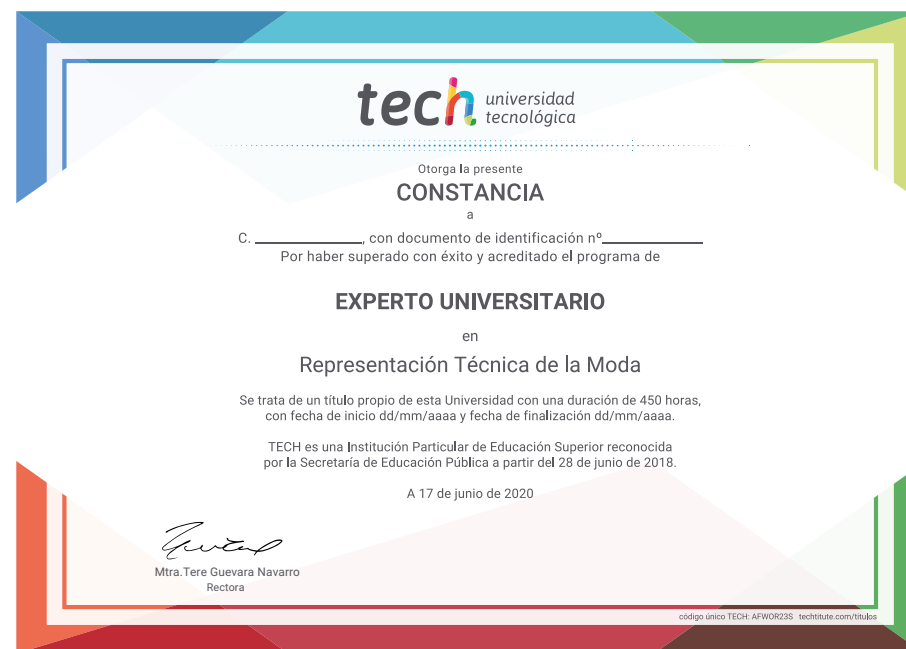 tech universidad
tecnológica
Otorga la presente
CONSTANCIA
a
C. ______________, con documento de identificación nº_____________
Por haber superado con éxito y acreditado el programa de
EXPERTO UNIVERSITARIO
en
Representación Técnica de la Moda
Se trata de un título propio de esta Universidad con una duración de 450 horas,
con fecha de inicio dd/mm/aaaa y fecha de finalización dd/mm/aaaa.
TECH es una Institución Particular de Educación Superior reconocida
por la Secretaría de Educación Pública a partir del 28 de junio de 2018.
A 17 de junio de 2020
Mtra.Tere Guevara Navarro
Rectora
código único TECH: AFWOR23S techtitute.com/titulos